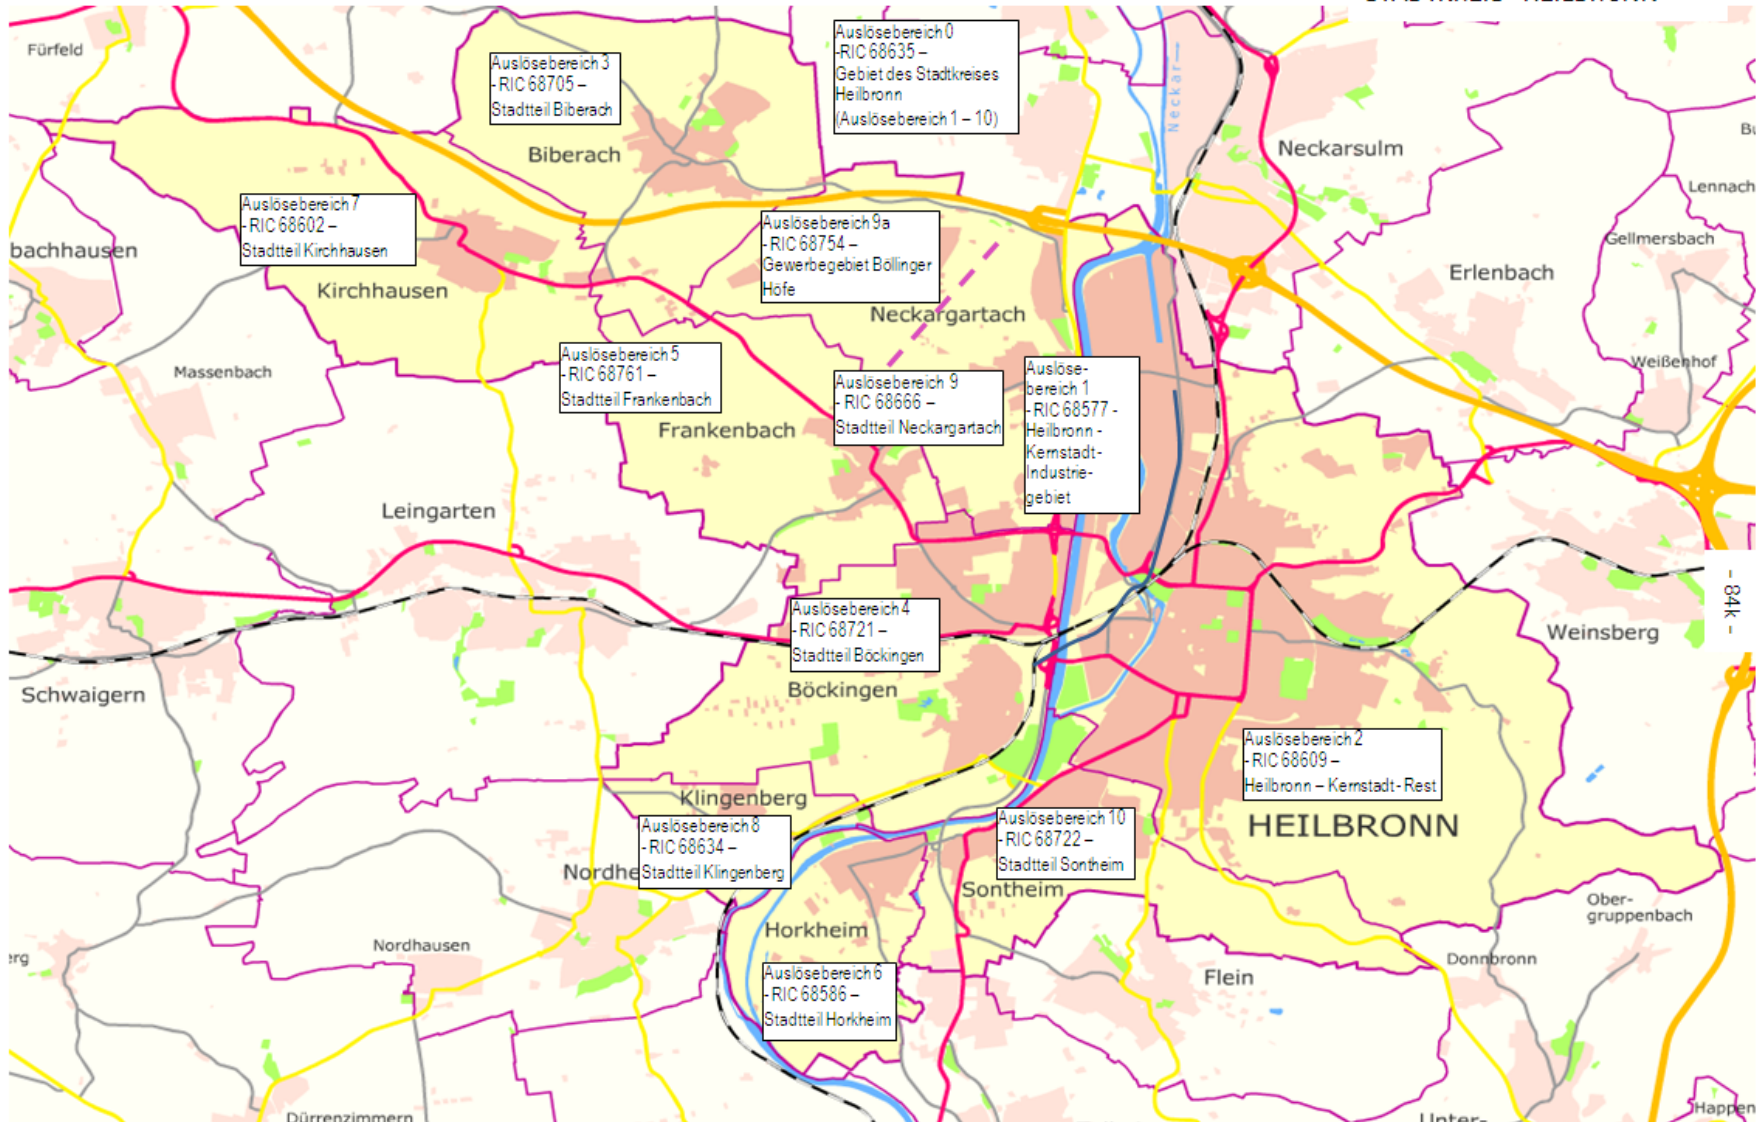 Fürfeld
Auslösebereich 3
- RIC 68705 –
Stadtteil Biberach
Auslösebereich 0
-RIC 68635 –
Gebiet des Stadtkreises
Heilbronn
(Auslösebereich 1 – 10)
Neckar
Biberach
Neckarsulm
Lennach
Auslösebereich 7
- RIC 68602 –
Stadtteil Kirchhausen
bachhausen
Kirchhausen
Auslösebereich 9a
- RIC 68754 –
Gewerbegebiet Böllinger
Höfe
Gellmersbach
Erlenbach
Neckargartach
Auslösebereich 5
- RIC 68761 –
Stadtteil Frankenbach
Massenbach
Weißenhof
Auslösebereich 9
- RIC 68666 –
Stadtteil Neckargartach
Auslöse-
bereich 1
- RIC 68577 -
Heilbronn -
Kernstadt-
Industrie-
gebiet
Frankenbach
Leingarten
- 84k -
Auslösebereich 4
- RIC 68721 –
Stadtteil Böckingen
Weinsberg
Schwaigern
Böckingen
Auslösebereich 2
- RIC 68609 –
Heilbronn – Kernstadt - Rest
Klingenberg
HEILBRONN
Auslösebereich 8
- RIC 68634 –
Stadtteil Klingenberg
Auslösebereich 10
- RIC 68722 –
Stadtteil Sontheim
Nordhe
Sontheim
Ober-
gruppenbach
Horkheim
Nordhausen
erg
Donnbronn
Flein
Auslösebereich 6
- RIC 68586 –
Stadtteil Horkheim
Dürrenzimmern
Unter-
Happen